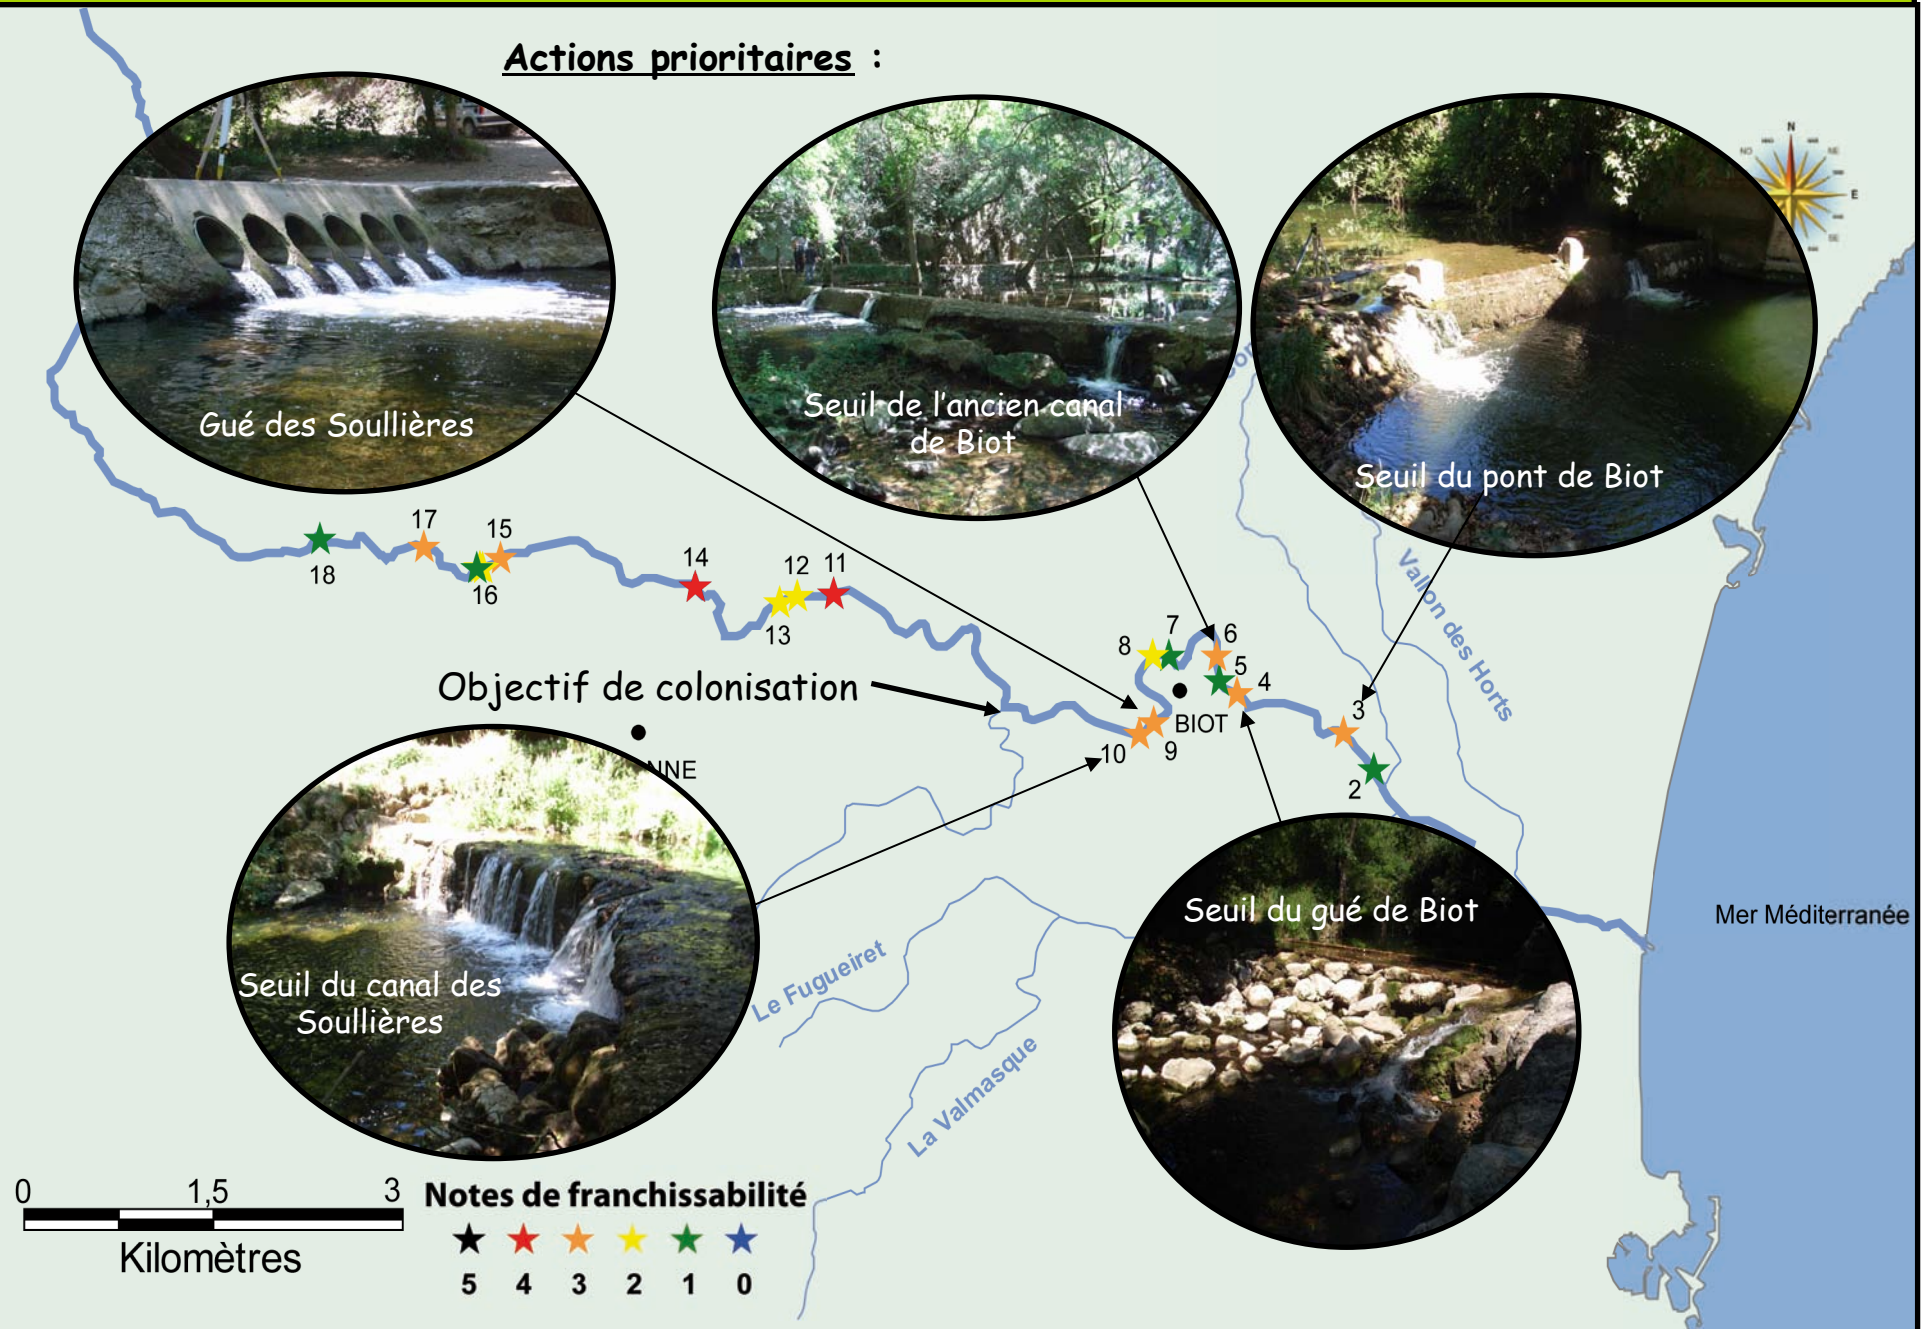 Actions prioritaires :
N
NO
NE
E
SE
Gué des Soullières
Seuil de l'ancien canal
de Biot
Seuil du pont de Biot
Vallon des Horts
17
15
18
16
14
12
11
13
8
7
6
5
4
3
2
BIOT
10
9
Objectif de colonisation
NNE
Seuil du canal des
Soullières
Seuil du gué de Biot
Mer Méditerranée
Le Fugueiret
La Valmasque
0 1,5 3
Kilomètres
Notes de franchissabilité
5 4 3 2 1 0